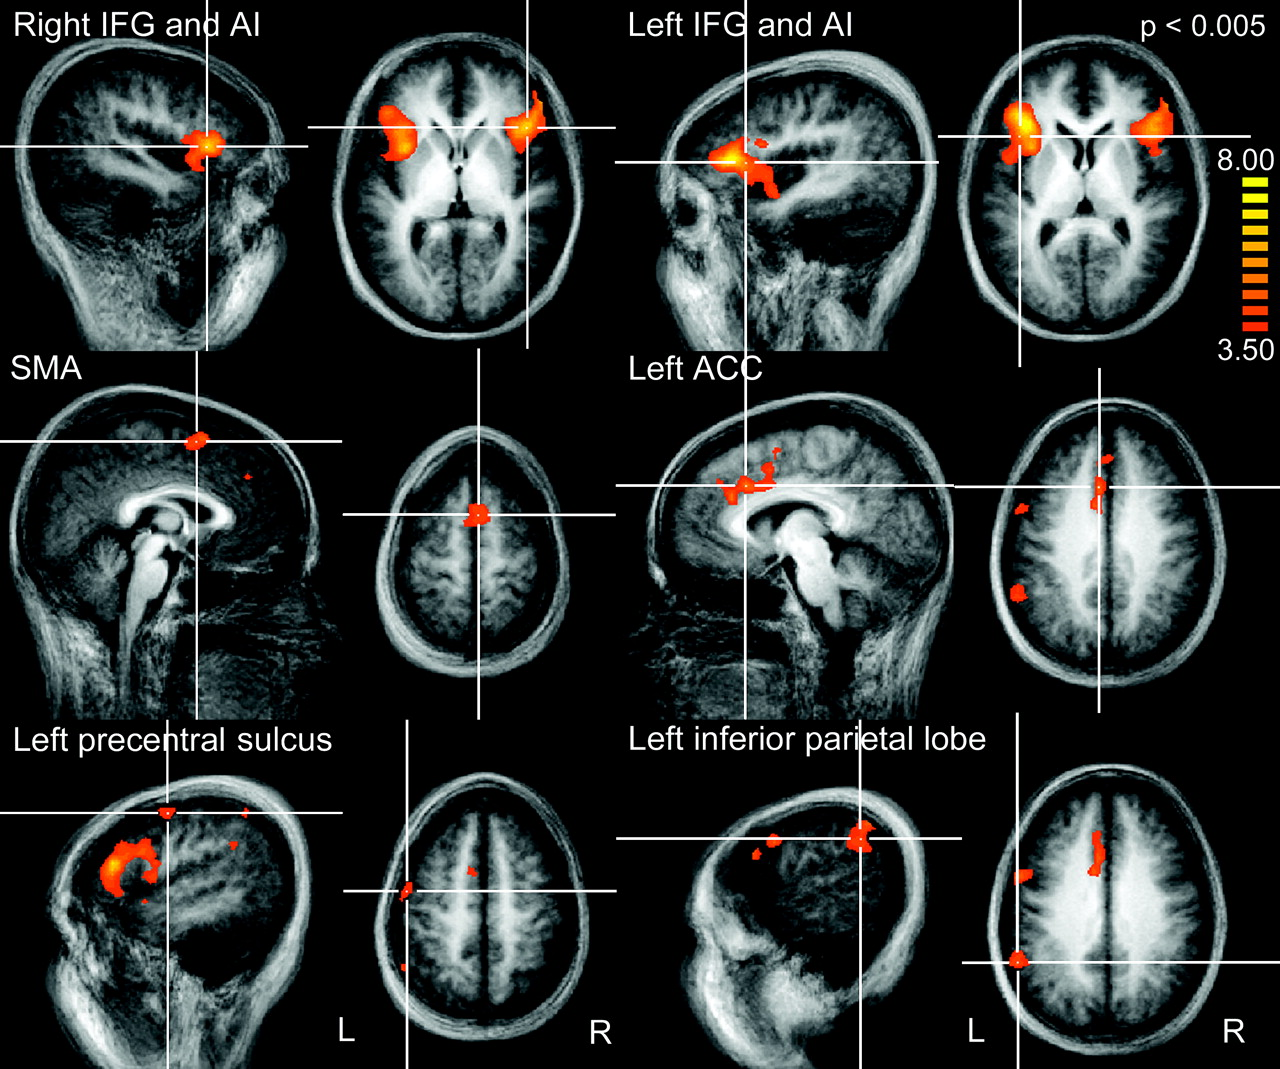 Right IFG and AI
Left IFG and AI
p < 0.005
8.00
3.50
SMA
Left ACC
Left precentral sulcus
Left inferior parietal lobe
L
R
L
R